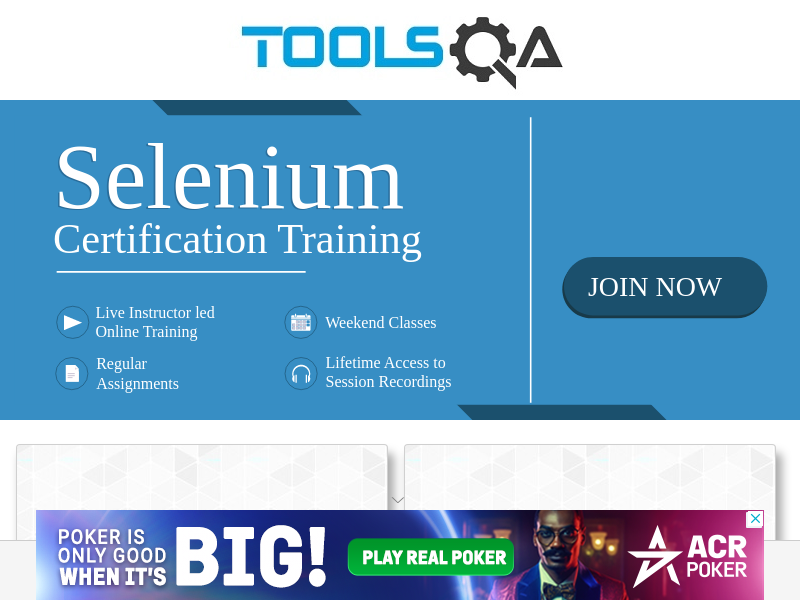 TOOLSQA
Selenium
Certification Training
Live Instructor led
Online Training
Weekend Classes
Regular
Assignments
Lifetime Access to
Session Recordings
JOIN NOW
POKER IS
ONLY GOOD
WHEN IT'S
BIG!
PLAY REAL POKER
ACR
POKER